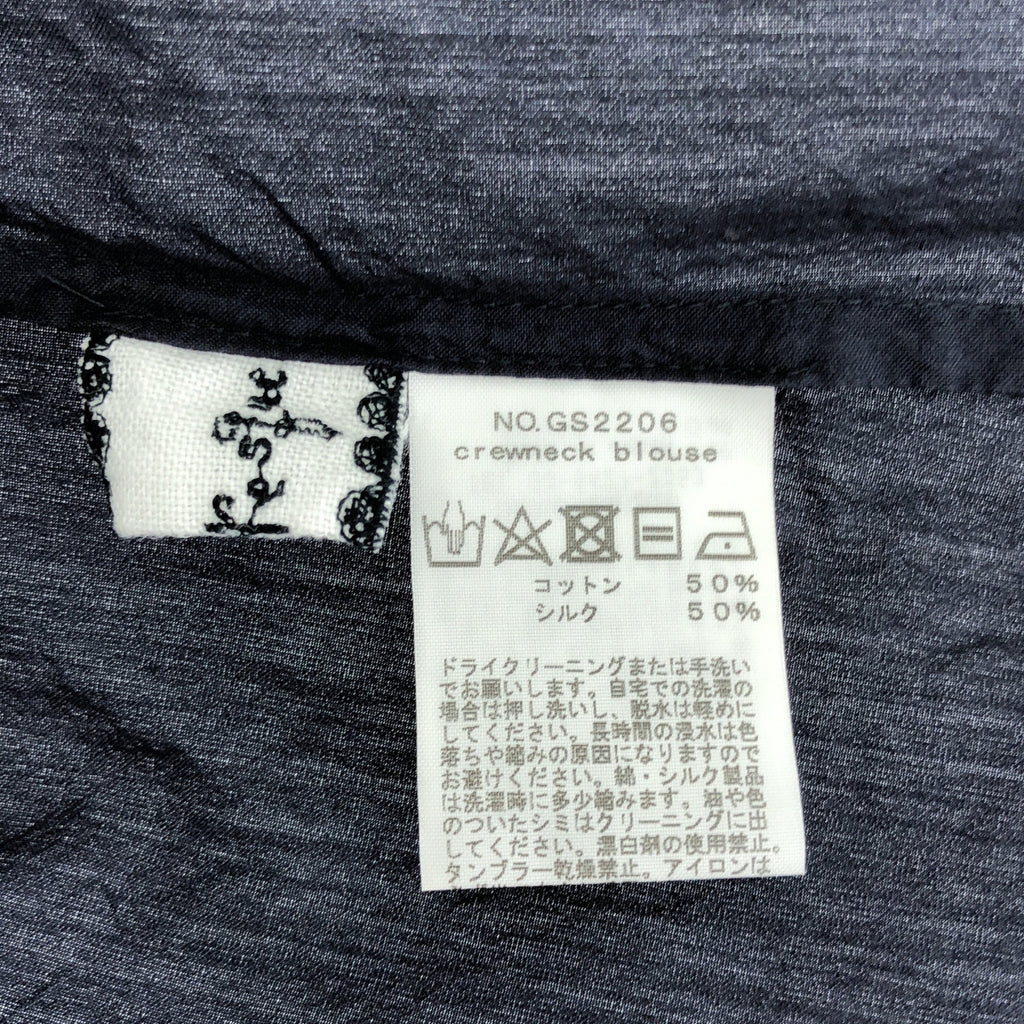 NO.GS2206
crewneck blouse
コットン 50%
シルク 50%
ドライクリーニングまたは手洗い
でお願いします。自宅での洗濯の
場合は押し洗いし、脱水は軽めに
してください。長時間の浸水は色
落ちや縮みの原因になりますので
お避けください。綿・シルク製品
は洗濯時に多少縮みます。油や色
のついたシミはクリーニングに出
してください。漂白剤の使用禁止。
タンブラー乾燥禁止。アイロンは